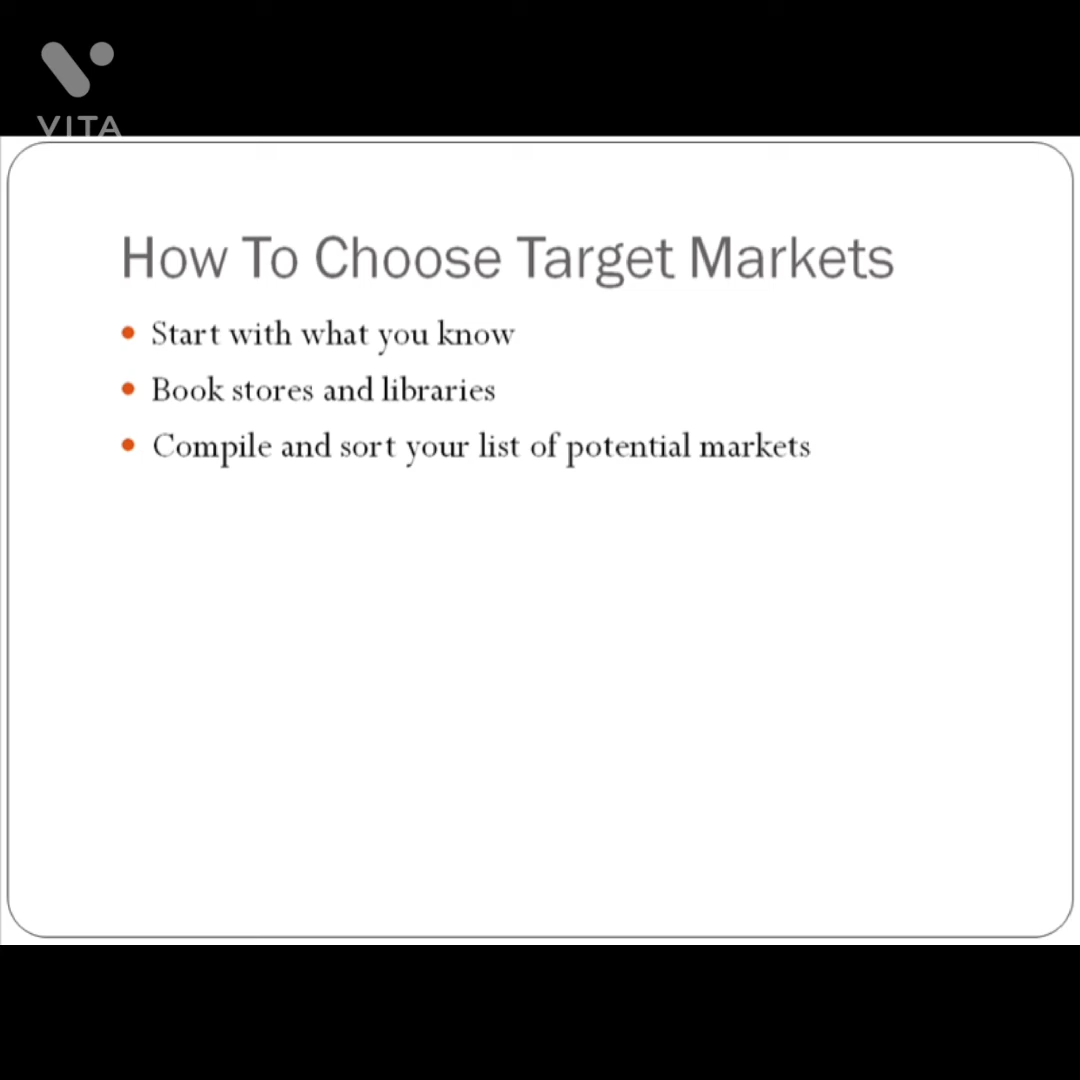 VITA
How To Choose Target Markets
Start with what you know
Book stores and libraries
Compile and sort your list of potential markets